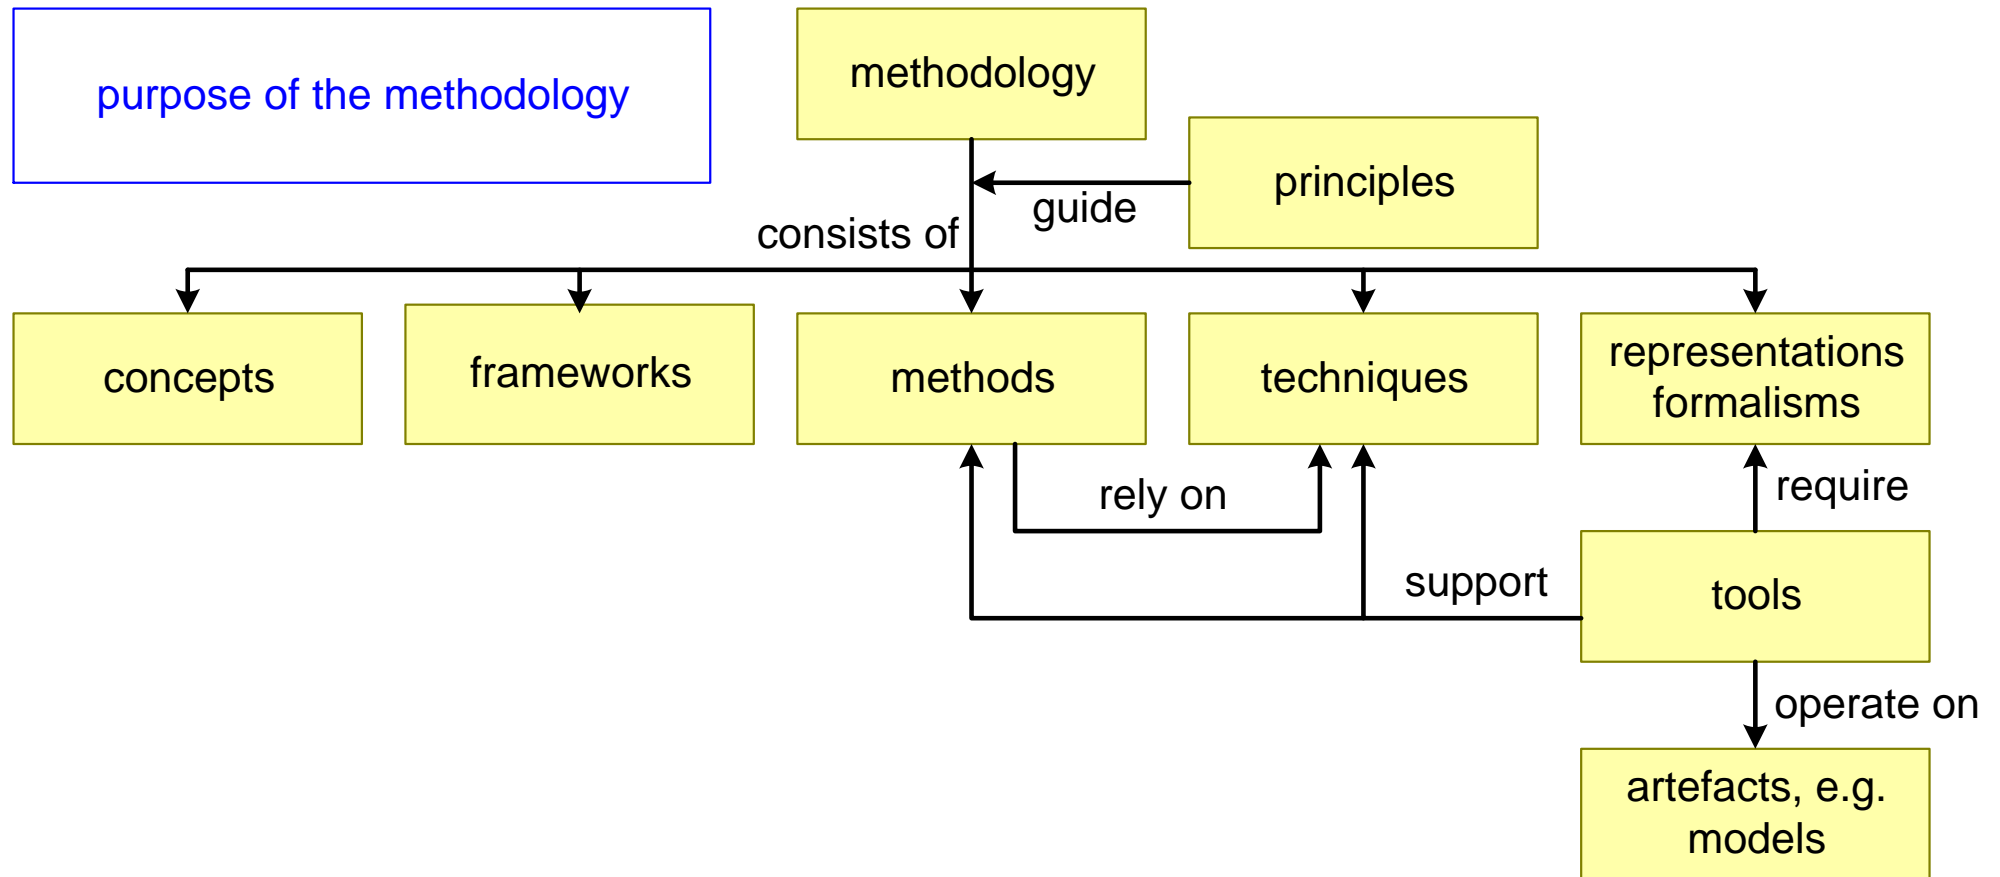 purpose of the methodology
methodology
principles
guide
consists of
concepts
frameworks
methods
techniques
representations
formalisms
rely on
require
support
tools
operate on
artefacts, e.g.
models